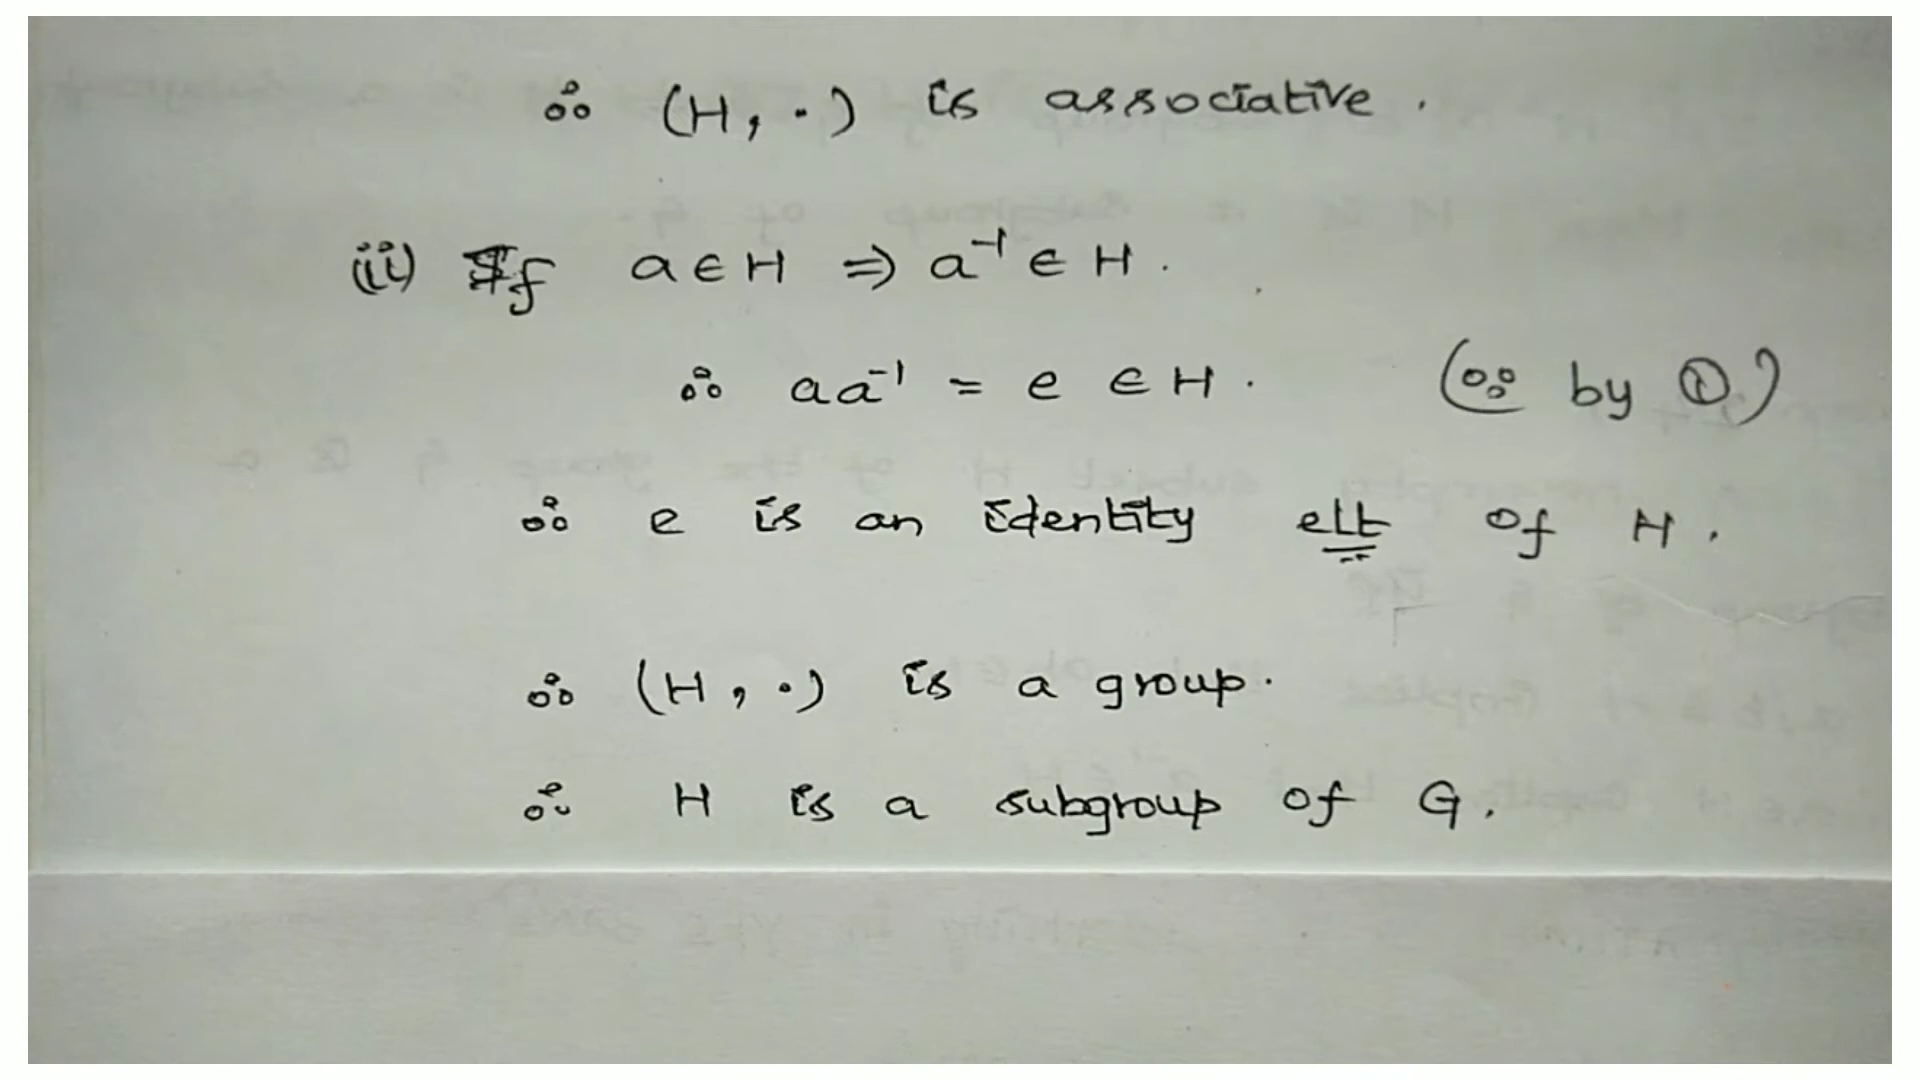 ∴ (H, ·) is associative.
(ii) If a ∈ H ⇒ a⁻¹ ∈ H.
∴ aa⁻¹ = e ∈ H. (∵ by ①)
∴ e is an identity elt of H.
∴ (H, ·) is a group.
∴ H is a subgroup of G.